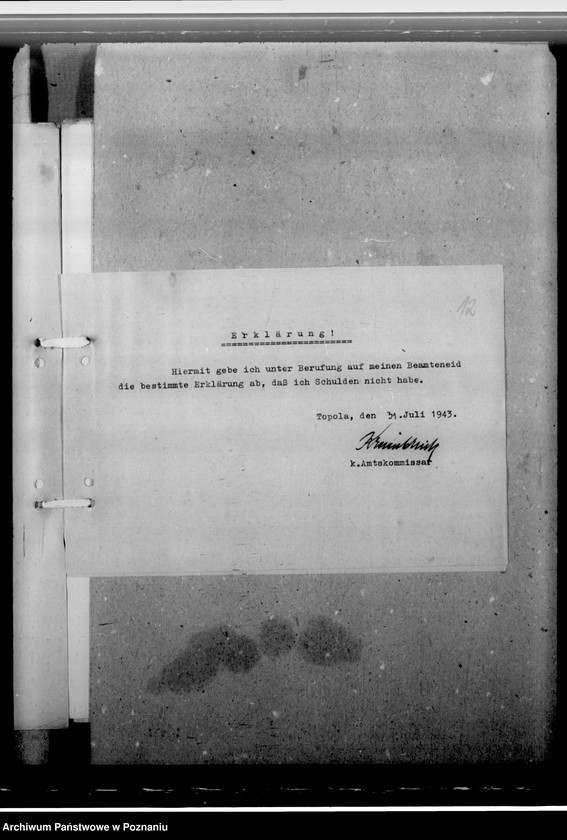 12
E r k l ä r u n g !
====================
Hiermit gebe ich unter Berufung auf meinen Beamteneid
die bestimmte Erklärung ab, daß ich Schulden nicht habe.
Topola, den 31.Juli 1943.
k.Amtskommissar
Archiwum Państwowe w Poznaniu